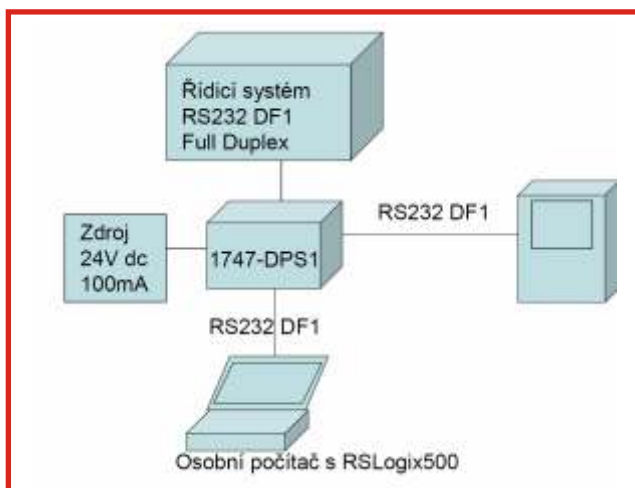 Řídicí systém
RS232 DF1
Full Duplex
RS232 DF1
Zdroj
24V dc
100mA
1747-DPS1
RS232 DF1
Osobní počítač s RSLogix500